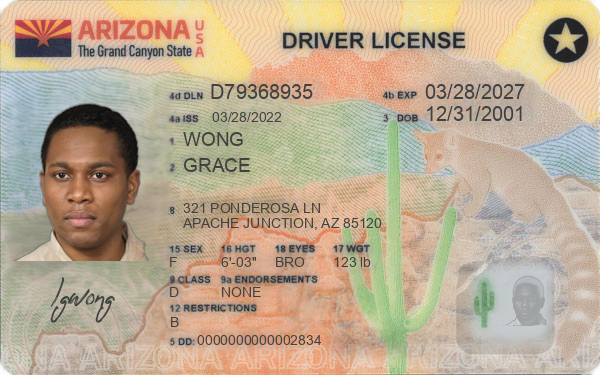 ARIZONA USA
The Grand Canyon State
DRIVER LICENSE
4d DLN D79368935
4b EXP 03/28/2027
4a ISS 03/28/2022
3 DOB 12/31/2001
1 WONG
2 GRACE
8 321 PONDEROSA LN
APACHE JUNCTION, AZ 85120
15 SEX 16 HGT 18 EYES 17 WGT
F 6'-03" BRO 123 lb
9 CLASS 9a ENDORSEMENTS
D NONE
12 RESTRICTIONS
B
5 DD: 0000000000002834
Igwong
ONA ARIZONA ARIZONA ARIZONA ARIZONA